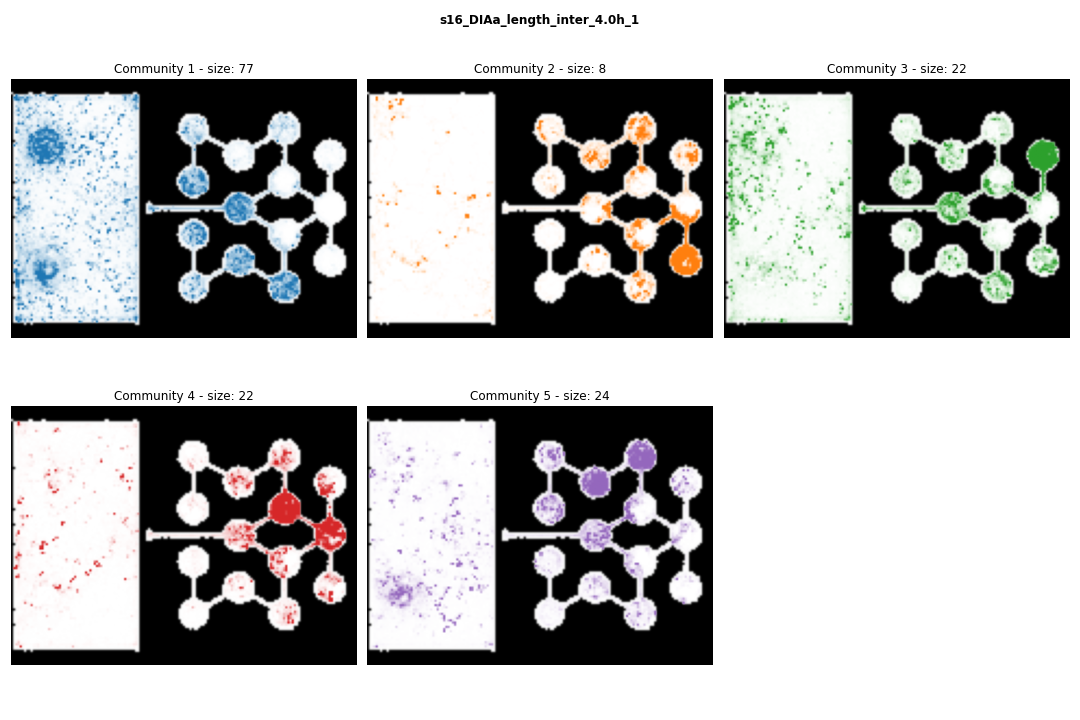 s16_DIAa_length_inter_4.0h_1
Community 1 - size: 77
Community 2 - size: 8
Community 3 - size: 22
Community 4 - size: 22
Community 5 - size: 24